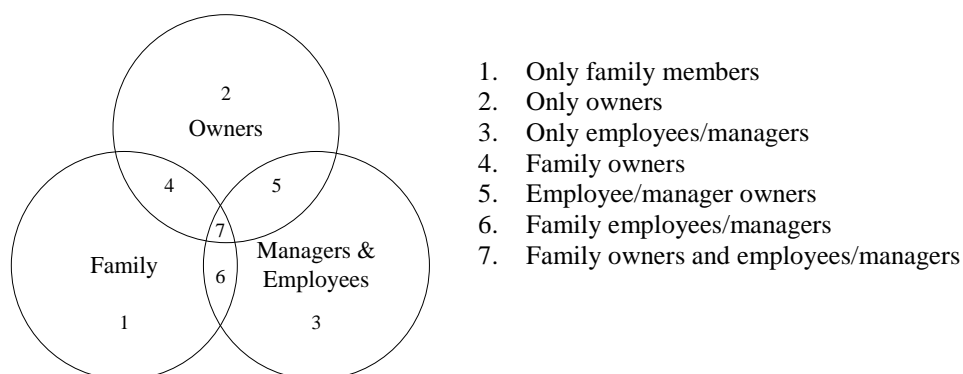 2
Owners
4
5
7
Family
Managers &
Employees
6
1
3
1. Only family members
2. Only owners
3. Only employees/managers
4. Family owners
5. Employee/manager owners
6. Family employees/managers
7. Family owners and employees/managers